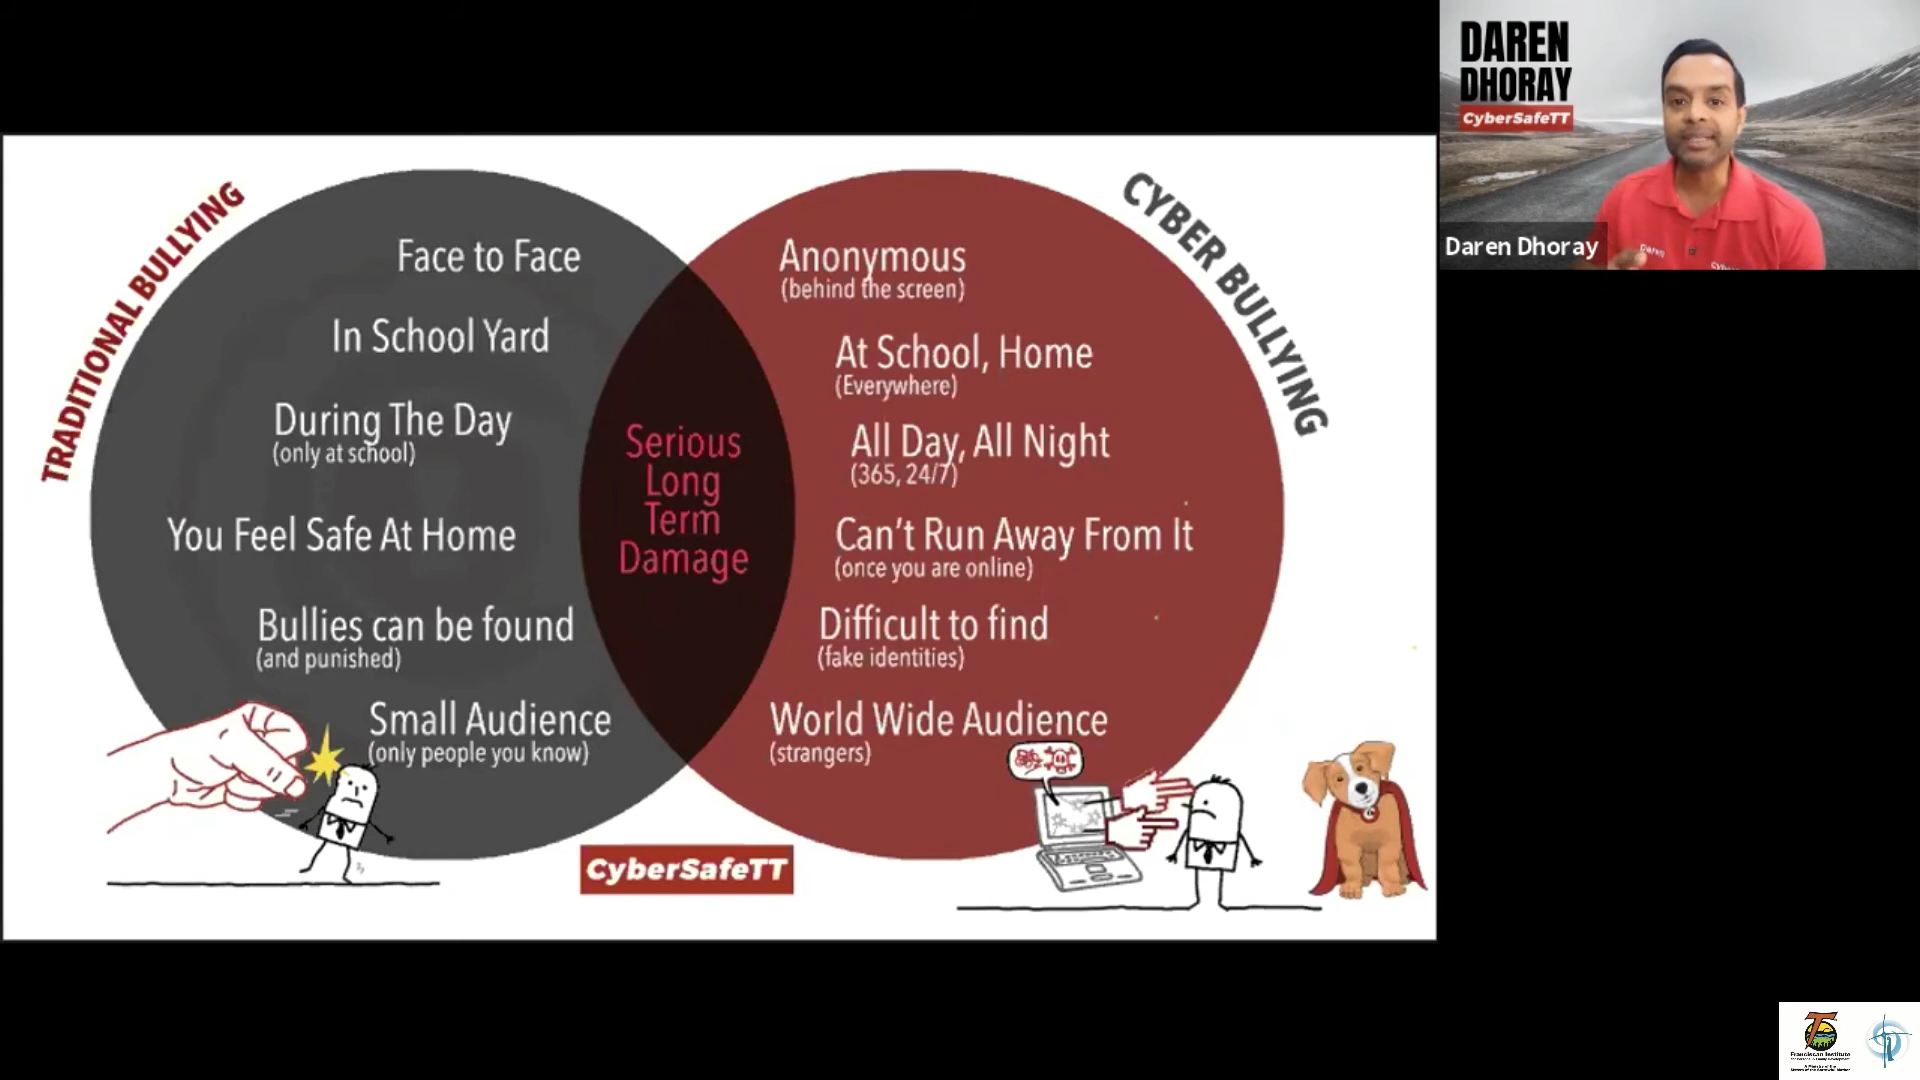 TRADITIONAL BULLYING
Face to Face
In School Yard
During The Day
(only at school)
You Feel Safe At Home
Bullies can be found
(and punished)
Small Audience
(only people you know)
Serious
Long
Term
Damage
CYBER BULLYING
Anonymous
(behind the screen)
At School, Home
(Everywhere)
All Day, All Night
(365, 24/7)
Can't Run Away From It
(once you are online)
Difficult to find
(fake identities)
World Wide Audience
(strangers)
CyberSafeTT
DAREN
DHORAY
CyberSafeTT
Daren
Daren Dhoray
Franciscan Institute